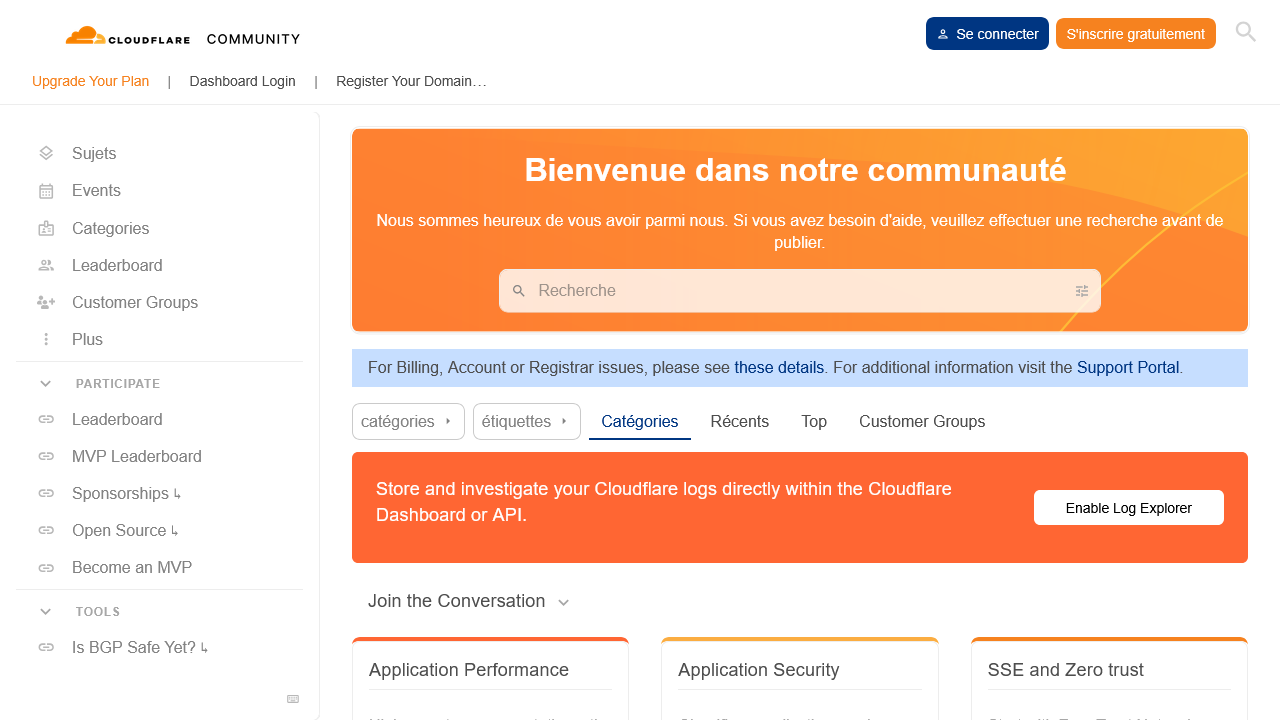 CLOUDFLARE COMMUNITY
Se connecter
S'inscrire gratuitement
Upgrade Your Plan | Dashboard Login | Register Your Domain…
Sujets
Events
Categories
Leaderboard
Customer Groups
Plus
PARTICIPATE
Leaderboard
MVP Leaderboard
Sponsorships ↳
Open Source ↳
Become an MVP
TOOLS
Is BGP Safe Yet? ↳
Bienvenue dans notre communauté
Nous sommes heureux de vous avoir parmi nous. Si vous avez besoin d'aide, veuillez effectuer une recherche avant de
publier.
Recherche
For Billing, Account or Registrar issues, please see these details. For additional information visit the Support Portal.
catégories
étiquettes
Catégories
Récents
Top
Customer Groups
Store and investigate your Cloudflare logs directly within the Cloudflare
Dashboard or API.
Enable Log Explorer
Join the Conversation
Application Performance
Application Security
SSE and Zero trust